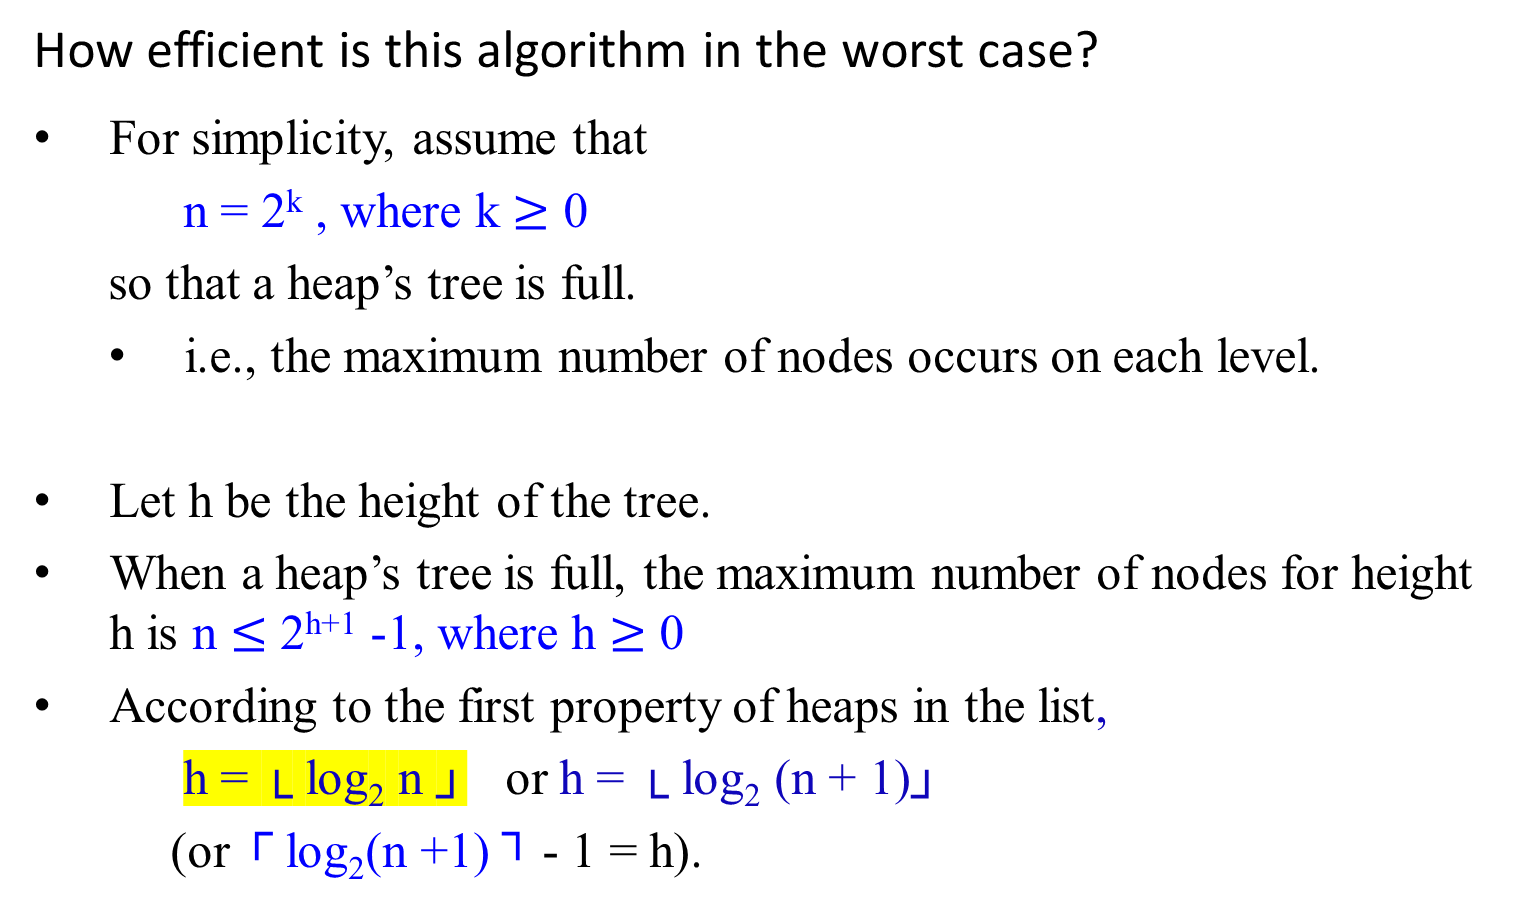 How efficient is this algorithm in the worst case?
• For simplicity, assume that
n = 2ᵏ , where k ≥ 0
so that a heap’s tree is full.
• i.e., the maximum number of nodes occurs on each level.
• Let h be the height of the tree.
• When a heap’s tree is full, the maximum number of nodes for height
h is n ≤ 2ʰ⁺¹ -1, where h ≥ 0
• According to the first property of heaps in the list,
h = ⌊ log₂ n ⌋ or h = ⌊ log₂ (n + 1)⌋
(or ⌈ log₂(n +1) ⌉ - 1 = h).